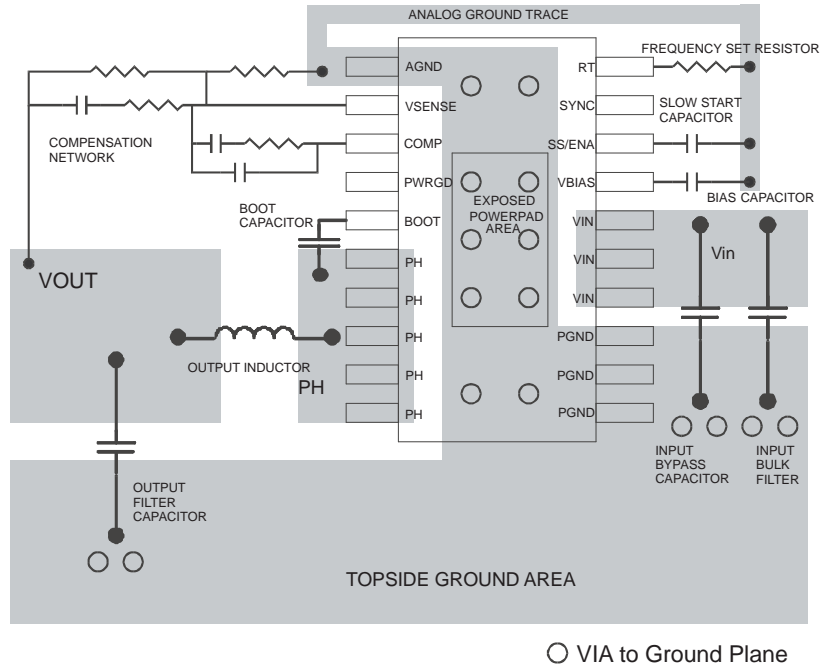 ANALOG GROUND TRACE
FREQUENCY SET RESISTOR
AGND
RT
VSENSE
SYNC
SLOW START
CAPACITOR
COMPENSATION
NETWORK
COMP
SS/ENA
PWRGD
VBIAS
BIAS CAPACITOR
EXPOSED
POWERPAD
AREA
BOOT
CAPACITOR
BOOT
VIN
PH
VIN
Vin
VOUT
PH
VIN
PH
PGND
OUTPUT INDUCTOR
PH
PH
PGND
PH
PGND
INPUT
BYPASS
CAPACITOR
INPUT
BULK
FILTER
OUTPUT
FILTER
CAPACITOR
TOPSIDE GROUND AREA
VIA to Ground Plane